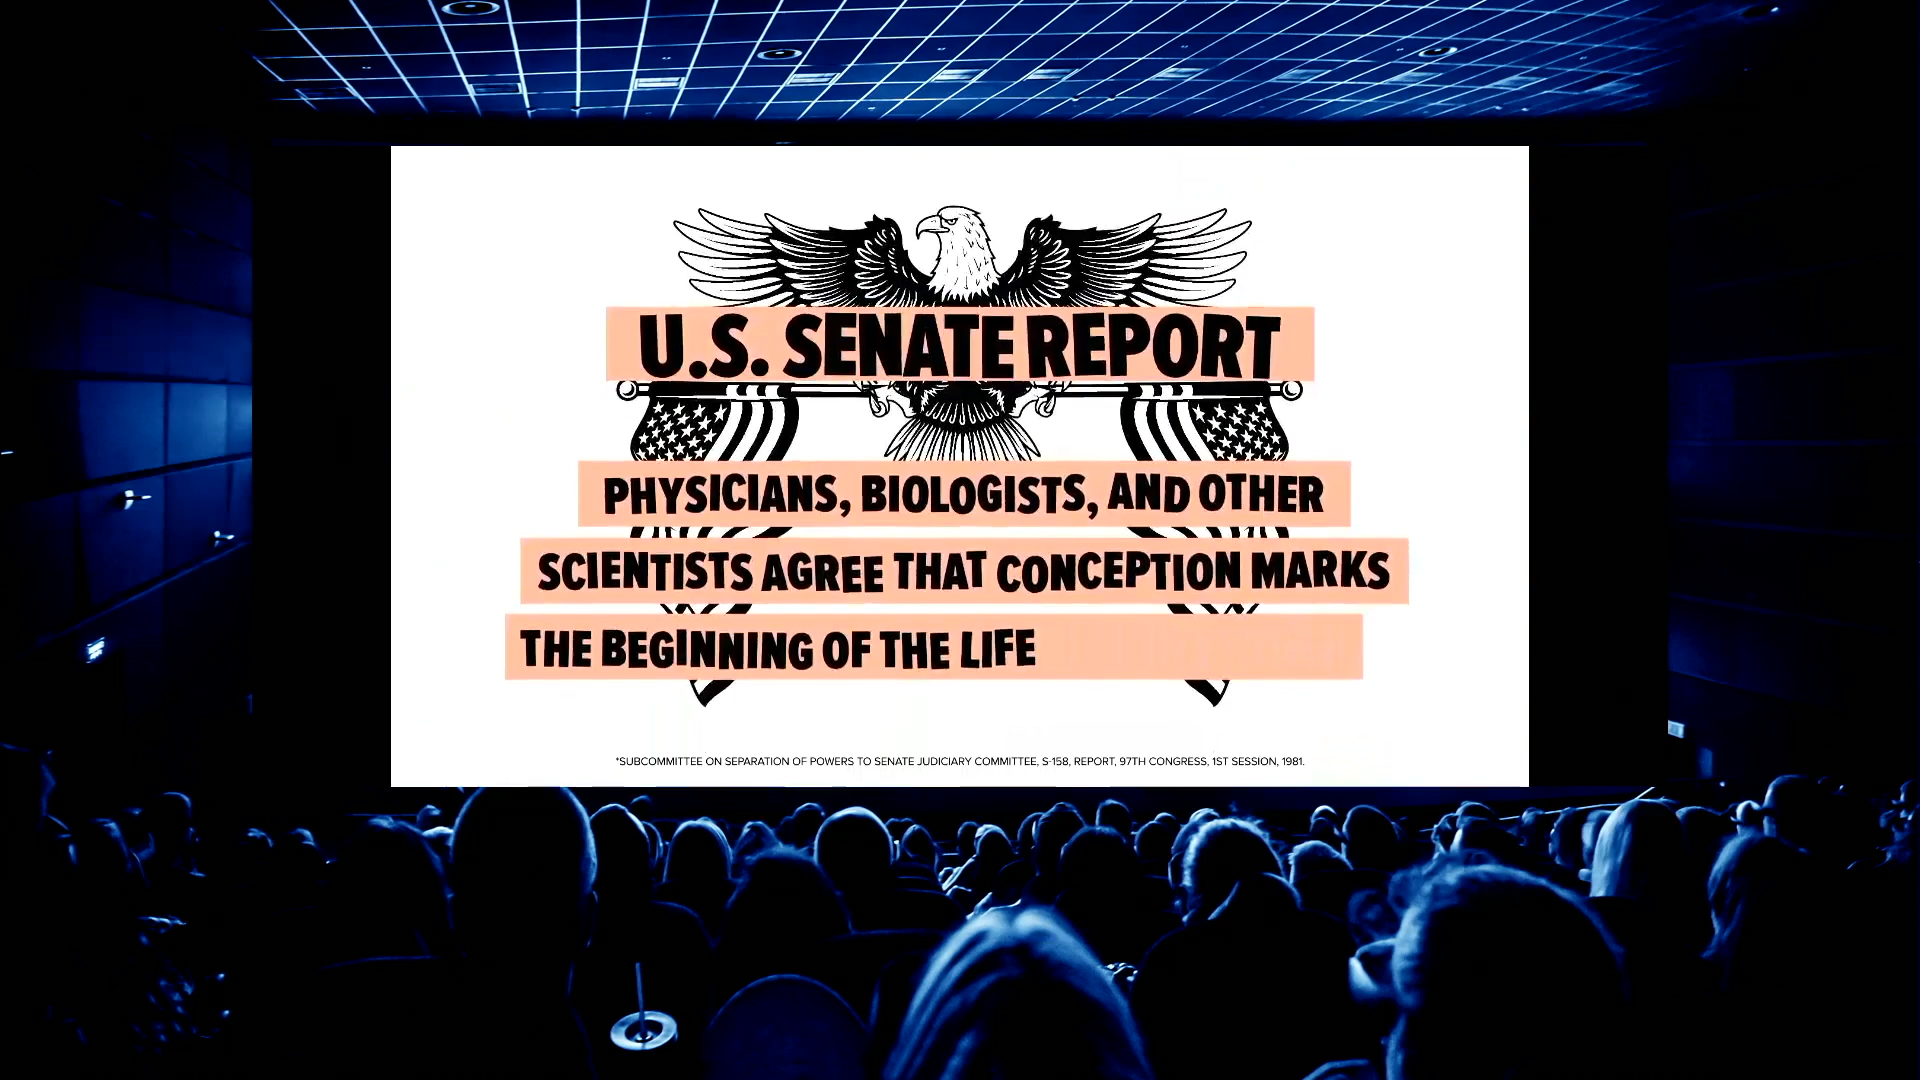 U.S. SENATE REPORT
PHYSICIANS, BIOLOGISTS, AND OTHER
SCIENTISTS AGREE THAT CONCEPTION MARKS
THE BEGINNING OF THE LIFE
*SUBCOMMITTEE ON SEPARATION OF POWERS TO SENATE JUDICIARY COMMITTEE, S-158, REPORT, 97TH CONGRESS, 1ST SESSION, 1981.